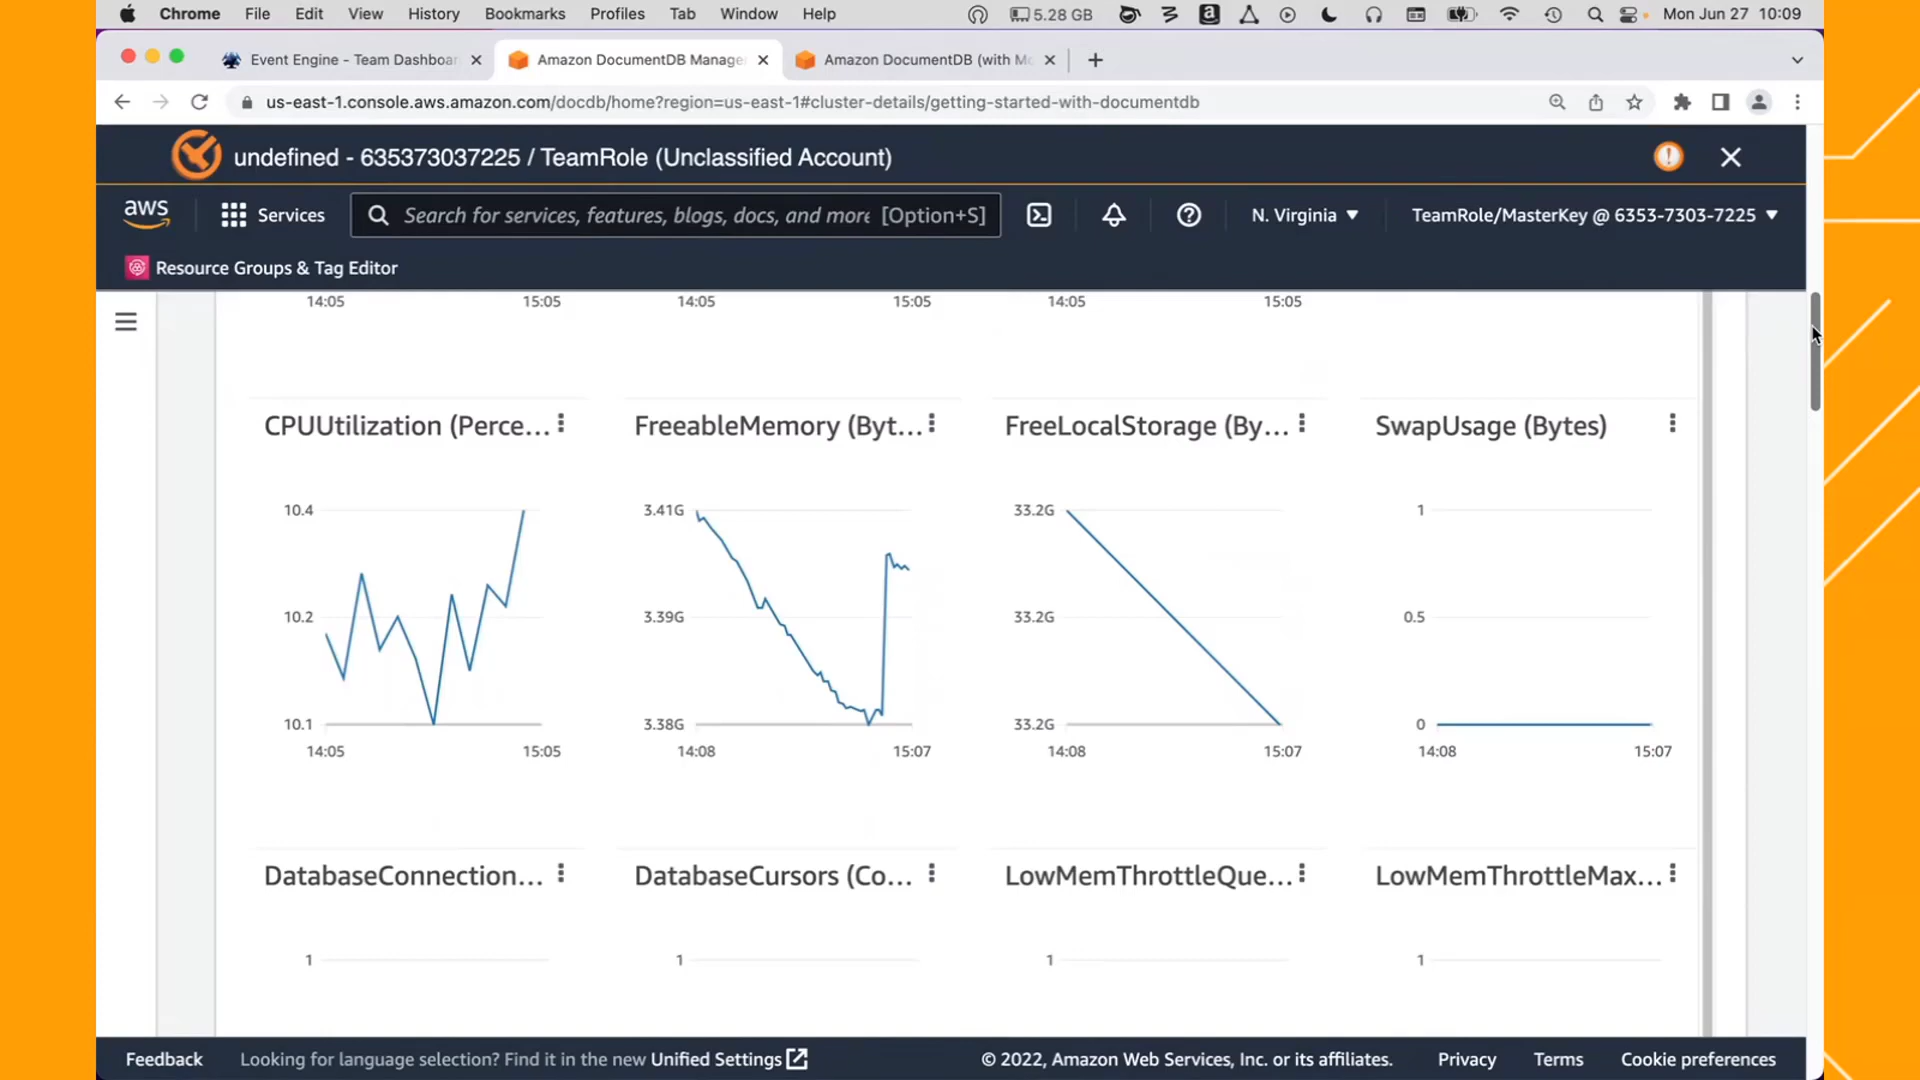 Chrome File Edit View History Bookmarks Profiles Tab Window Help 5.28 GB Mon Jun 27 10:09
Event Engine - Team Dashboar Amazon DocumentDB Manage Amazon DocumentDB (with Mo
us-east-1.console.aws.amazon.com/docdb/home?region=us-east-1#cluster-details/getting-started-with-documentdb
undefined - 635373037225 / TeamRole (Unclassified Account)
aws Services Search for services, features, blogs, docs, and more [Option+S] N. Virginia TeamRole/MasterKey @ 6353-7303-7225
Resource Groups & Tag Editor
14:05 15:05 14:05 15:05 14:05 15:05
CPUUtilization (Perce... FreeableMemory (Byt... FreeLocalStorage (By... SwapUsage (Bytes)
10.4 3.41G 33.2G 1
10.2 3.39G 33.2G 0.5
10.1 3.38G 33.2G 0
14:05 15:05 14:08 15:07 14:08 15:07 14:08 15:07
DatabaseConnection... DatabaseCursors (Co... LowMemThrottleQue... LowMemThrottleMax...
1 1 1 1
Feedback Looking for language selection? Find it in the new Unified Settings © 2022, Amazon Web Services, Inc. or its affiliates. Privacy Terms Cookie preferences